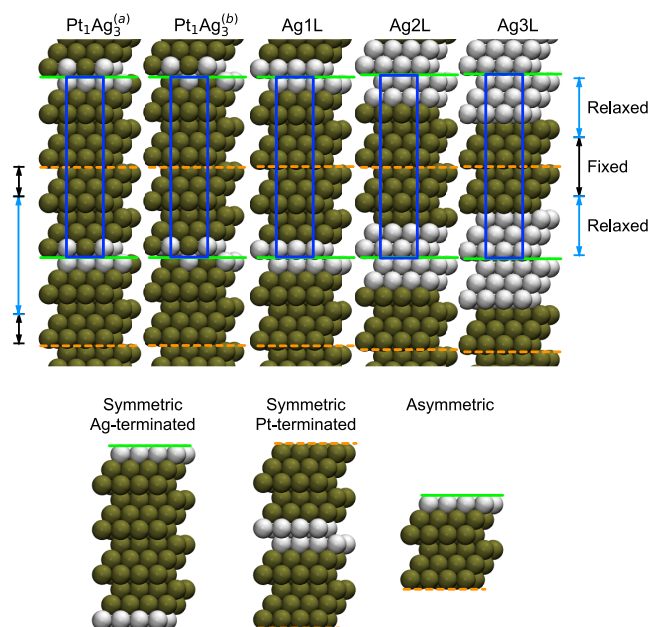 Pt₁Ag₃⁽ᵃ⁾ Pt₁Ag₃⁽ᵇ⁾ Ag1L Ag2L Ag3L
Relaxed
Fixed
Relaxed
Symmetric
Ag-terminated
Symmetric
Pt-terminated
Asymmetric